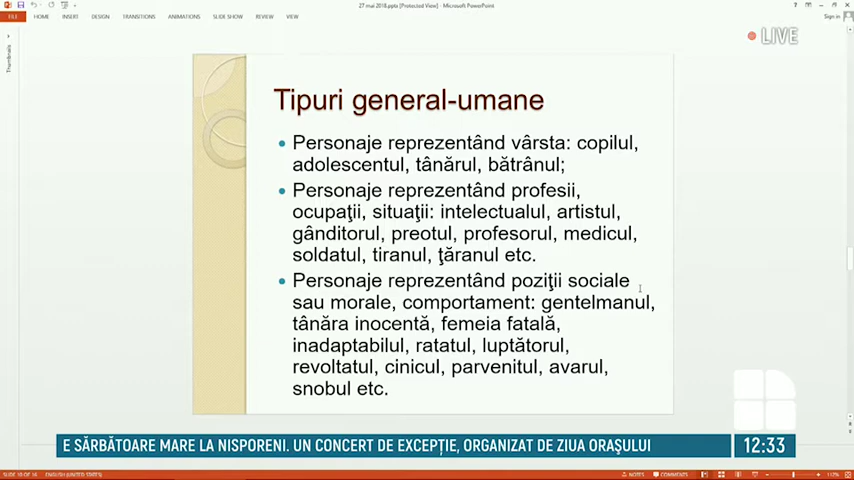 27 mai 2018.pptx [Protected View] - Microsoft PowerPoint
FILE HOME INSERT DESIGN TRANSITIONS ANIMATIONS SLIDE SHOW REVIEW VIEW
Sign in
LIVE
Thumbnails
Tipuri general-umane
Personaje reprezentând vârsta: copilul,
adolescentul, tânărul, bătrânul;
Personaje reprezentând profesii,
ocupaţii, situaţii: intelectualul, artistul,
gânditorul, preotul, profesorul, medicul,
soldatul, tiranul, ţăranul etc.
Personaje reprezentând poziţii sociale
sau morale, comportament: gentelmanul,
tânăra inocentă, femeia fatală,
inadaptabilul, ratatul, luptătorul,
revoltatul, cinicul, parvenitul, avarul,
snobul etc.
E SĂRBĂTOARE MARE LA NISPORENI. UN CONCERT DE EXCEPȚIE, ORGANIZAT DE ZIUA ORAȘULUI
12:33
ENGLISH (UNITED STATES)
NOTES COMMENTS